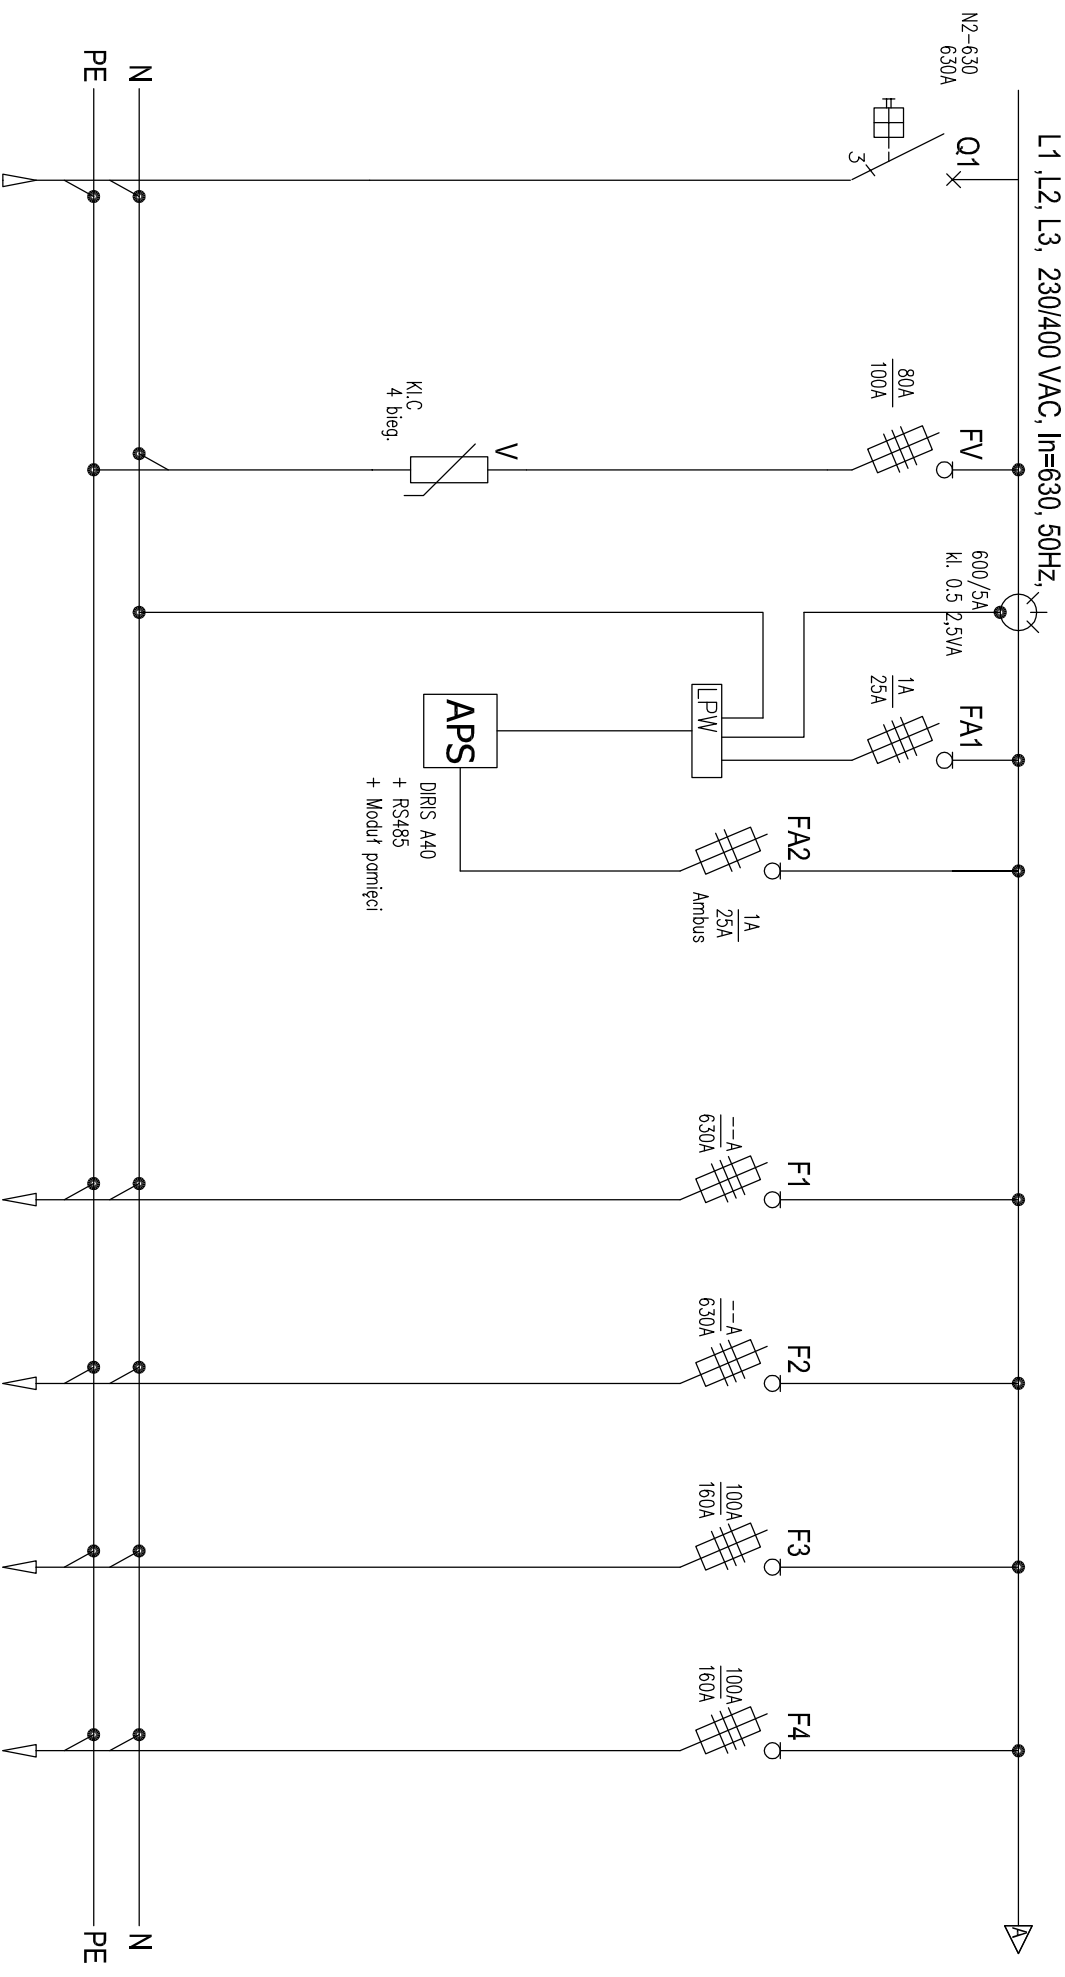 L1 ,L2, L3, 230/400 VAC, In=630, 50Hz,
N2-630
630A
Q1
3
FV
80A
100A
V
Kl.C
4 bieg.
600/5A
kl. 0.5 2,5VA
FA1
1A
25A
LPW
APS
DIRIS A40
+ RS485
+ Moduł pamięci
FA2
1A
25A
Ambus
F1
--A
630A
F2
--A
630A
F3
100A
160A
F4
100A
160A
A
N
N
PE
PE